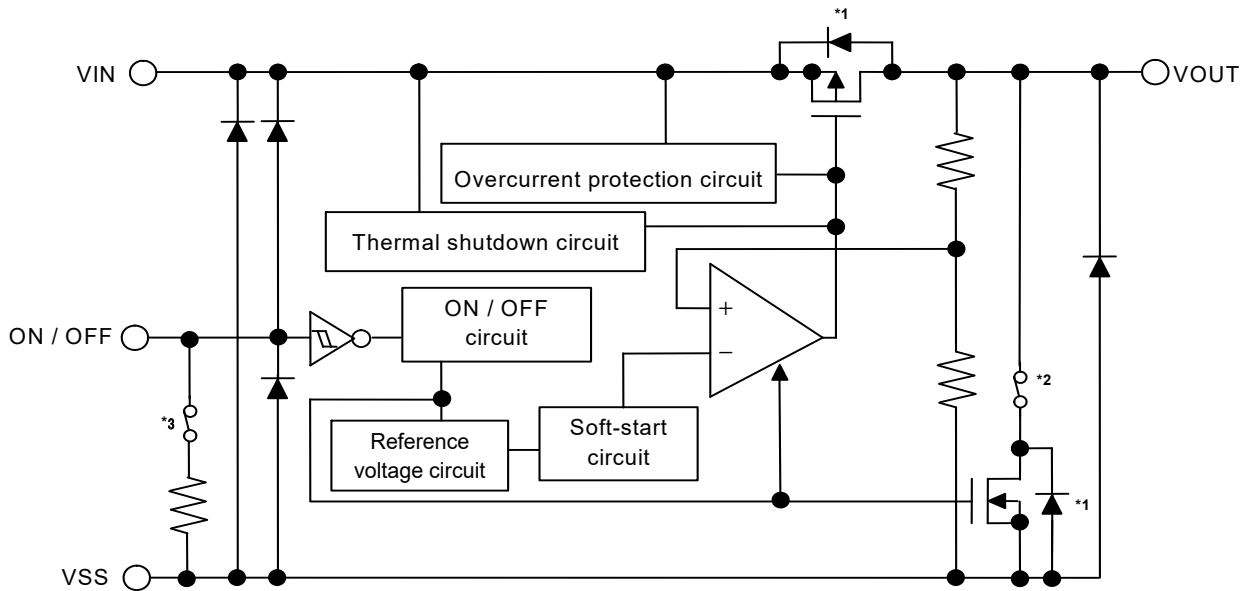 *1
VIN
VOUT
Overcurrent protection circuit
Thermal shutdown circuit
ON / OFF
ON / OFF
circuit
+
−
*2
*3
Reference
voltage circuit
Soft-start
circuit
*1
VSS